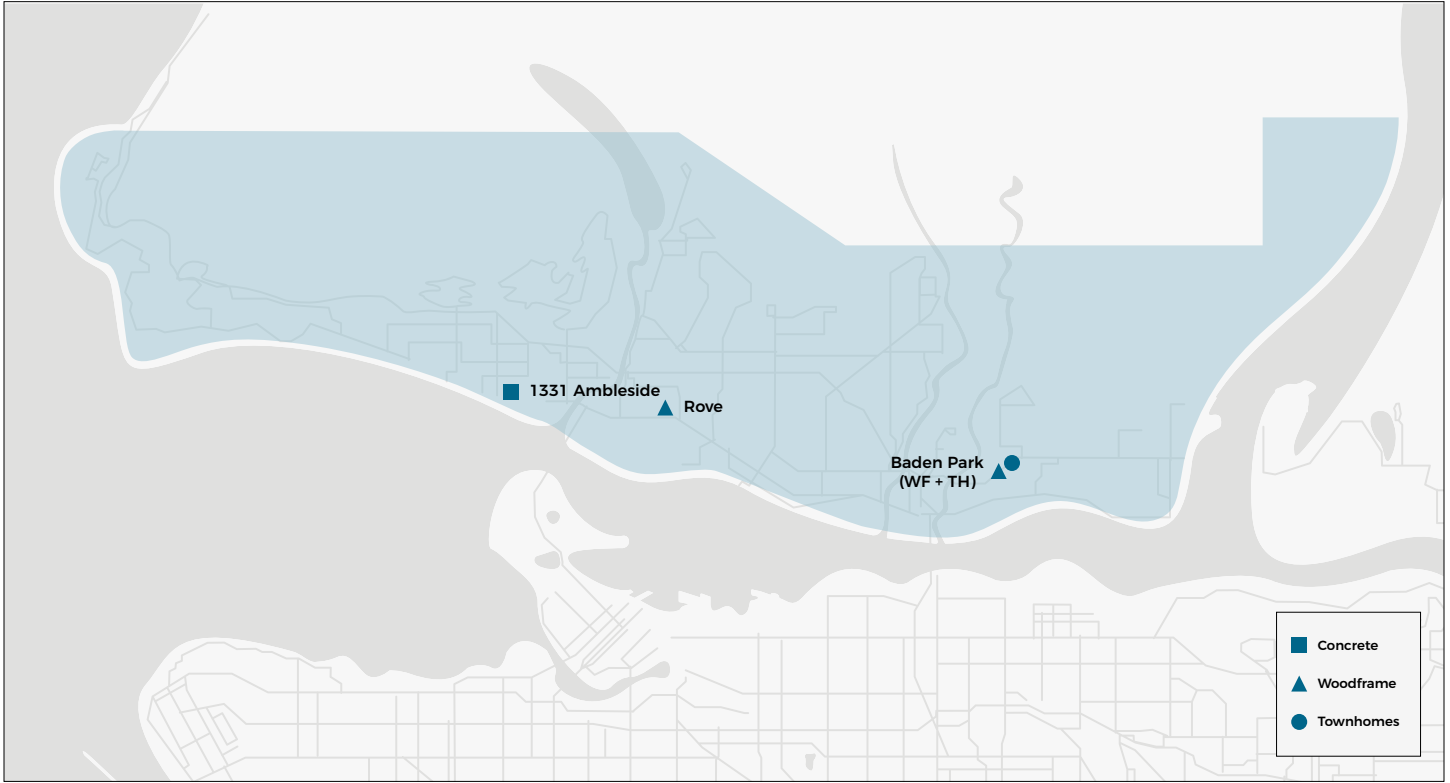 1331 Ambleside
Rove
Baden Park
(WF + TH)
Concrete
Woodframe
Townhomes